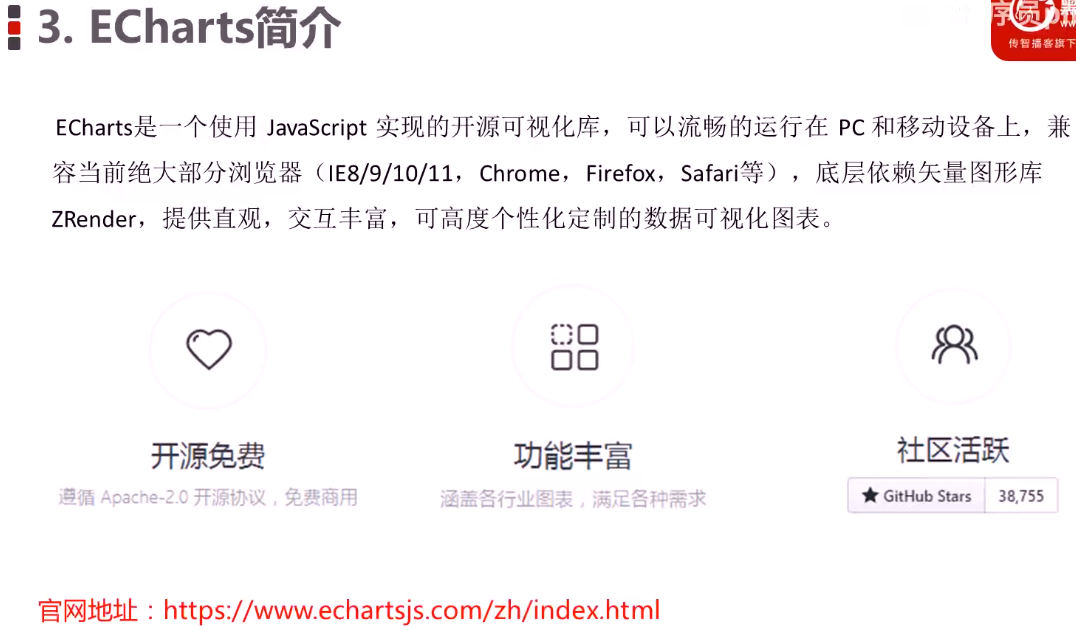 3. ECharts简介
传智播客旗下
ECharts是一个使用 JavaScript 实现的开源可视化库，可以流畅的运行在 PC 和移动设备上，兼
容当前绝大部分浏览器（IE8/9/10/11，Chrome，Firefox，Safari等），底层依赖矢量图形库
ZRender，提供直观，交互丰富，可高度个性化定制的数据可视化图表。
开源免费
遵循 Apache-2.0 开源协议，免费商用
功能丰富
涵盖各行业图表，满足各种需求
社区活跃
GitHub Stars 38,755
官网地址：https://www.echartsjs.com/zh/index.html